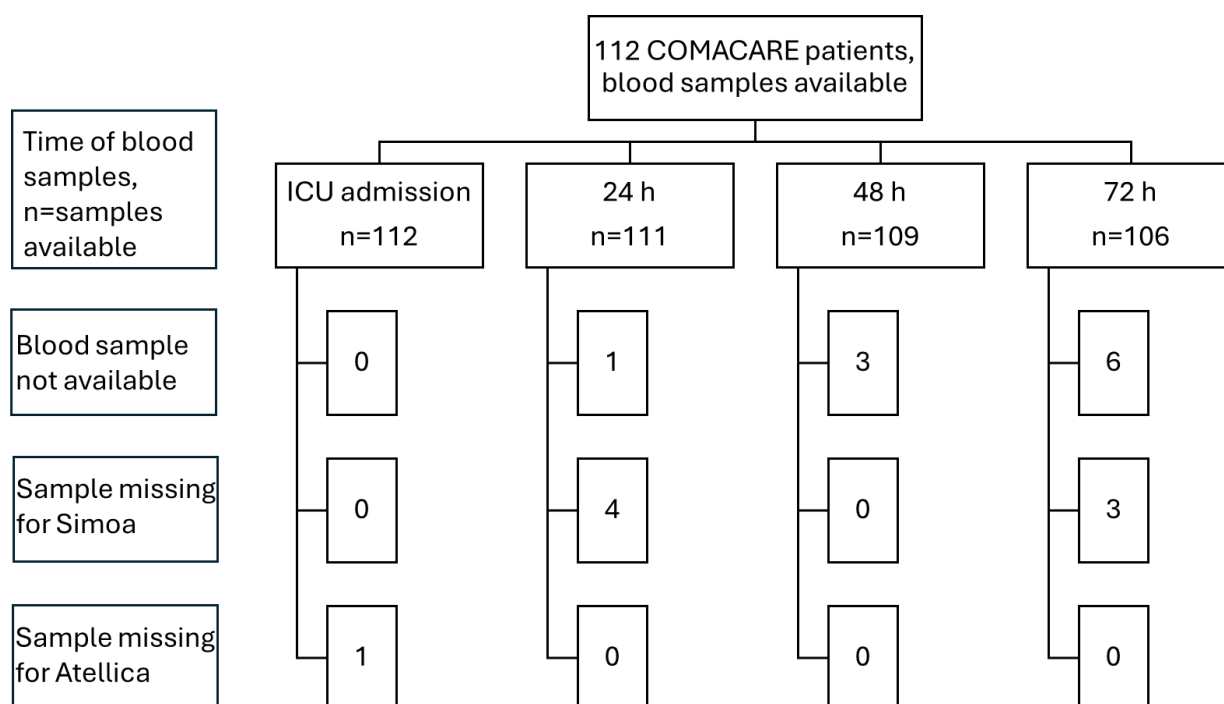 112 COMACARE patients,
blood samples available
Time of blood
samples,
n=samples
available
ICU admission
n=112
24 h
n=111
48 h
n=109
72 h
n=106
Blood sample
not available
0
1
3
6
Sample missing
for Simoa
0
4
0
3
Sample missing
for Atellica
1
0
0
0